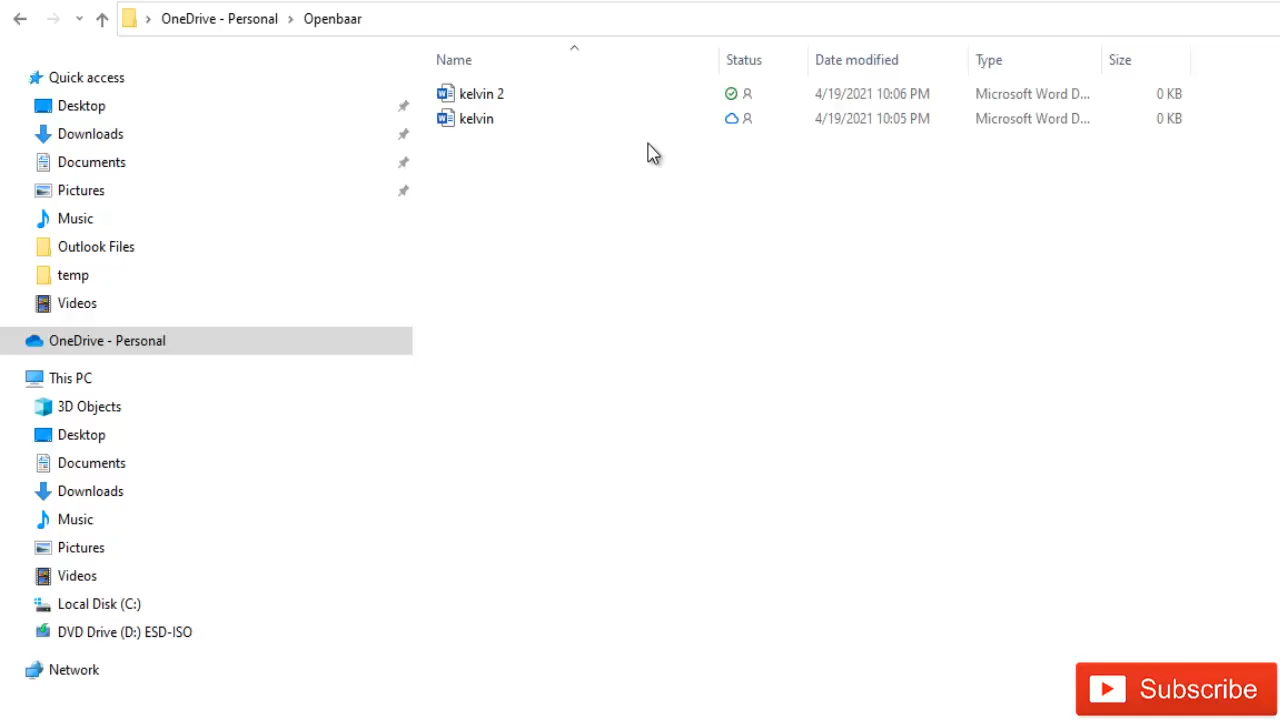 OneDrive - Personal > Openbaar
Name Status Date modified Type Size
kelvin 2 4/19/2021 10:06 PM Microsoft Word D... 0 KB
kelvin 4/19/2021 10:05 PM Microsoft Word D... 0 KB
Quick access
Desktop
Downloads
Documents
Pictures
Music
Outlook Files
temp
Videos
OneDrive - Personal
This PC
3D Objects
Desktop
Documents
Downloads
Music
Pictures
Videos
Local Disk (C:)
DVD Drive (D:) ESD-ISO
Network
Subscribe